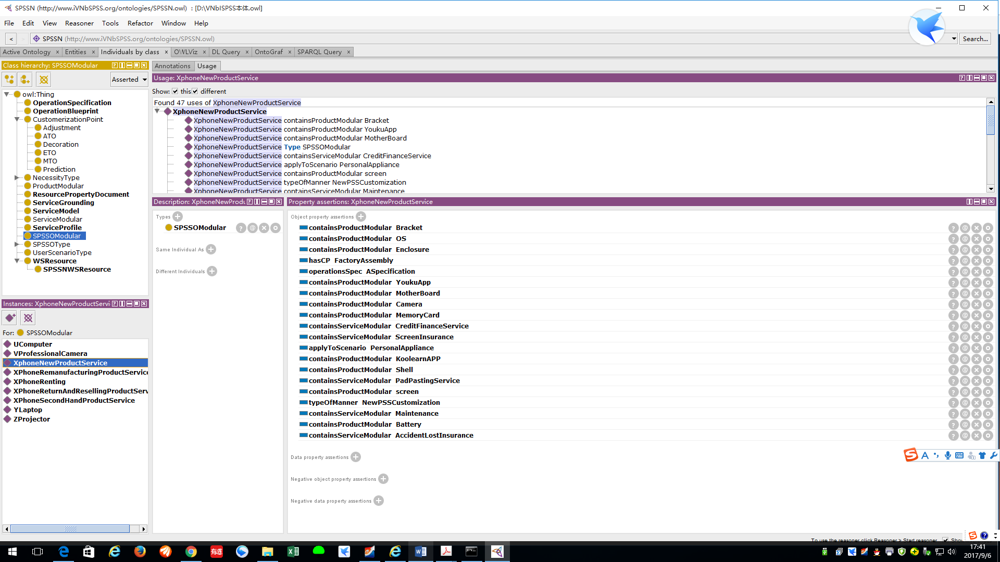 SPSSN (http://www.iVNbSPSS.org/ontologies/SPSSN.owl) : [D:\VNbISPSS本体.owl]
File Edit View Reasoner Tools Refactor Window Help
< > SPSSN (http://www.iVNbSPSS.org/ontologies/SPSSN.owl) Search...
Active Ontology × Entities × Individuals by class × OWLViz × DL Query × OntoGraf × SPARQL Query ×
Class hierarchy: SPSSOModular
Asserted
owl:Thing
OperationSpecification
OperationBlueprint
CustomerizationPoint
Adjustment
ATO
Decoration
ETO
MTO
Prediction
NecessityType
ProductModular
ResourcePropertyDocument
ServiceGrounding
ServiceModel
ServiceModular
ServiceProfile
SPSSOModular
SPSSOType
UserScenarioType
WSResource
SPSSNWSResource
Instances: XphoneNewProductServi
For: SPSSOModular
UComputer
VProfessionalCamera
XphoneNewProductService
XPhoneRemanufacturingProductService
XPhoneRenting
XPhoneReturnAndResellingProductServ
XPhoneSecondHandProductService
YLaptop
ZProjector
Annotations Usage
Usage: XphoneNewProductService
Show: this different
Found 47 uses of XphoneNewProductService
XphoneNewProductService
XphoneNewProductService containsProductModular Bracket
XphoneNewProductService containsProductModular YoukuApp
XphoneNewProductService containsProductModular MotherBoard
XphoneNewProductService Type SPSSOModular
XphoneNewProductService containsServiceModular CreditFinanceService
XphoneNewProductService applyToScenario PersonalAppliance
XphoneNewProductService containsProductModular screen
XphoneNewProductService typeOfManner NewPSSCustomization
XphoneNewProductService containsServiceModular Maintenance
Description: XphoneNewProdu
Types
SPSSOModular
Same Individual As
Different Individuals
Property assertions: XphoneNewProductService
Object property assertions
containsProductModular Bracket
containsProductModular OS
containsProductModular Enclosure
hasCP FactoryAssembly
operationsSpec ASpecification
containsProductModular YoukuApp
containsProductModular MotherBoard
containsProductModular Camera
containsProductModular MemoryCard
containsServiceModular CreditFinanceService
containsServiceModular ScreenInsurance
applyToScenario PersonalAppliance
containsProductModular KoolearnAPP
containsProductModular Shell
containsServiceModular PadPastingService
containsProductModular screen
typeOfManner NewPSSCustomization
containsServiceModular Maintenance
containsProductModular Battery
containsServiceModular AccidentLostInsurance
Data property assertions
Negative object property assertions
Negative data property assertions
To use the reasoner click Reasoner > Start reasoner Show
有道
17:41
2017/9/6